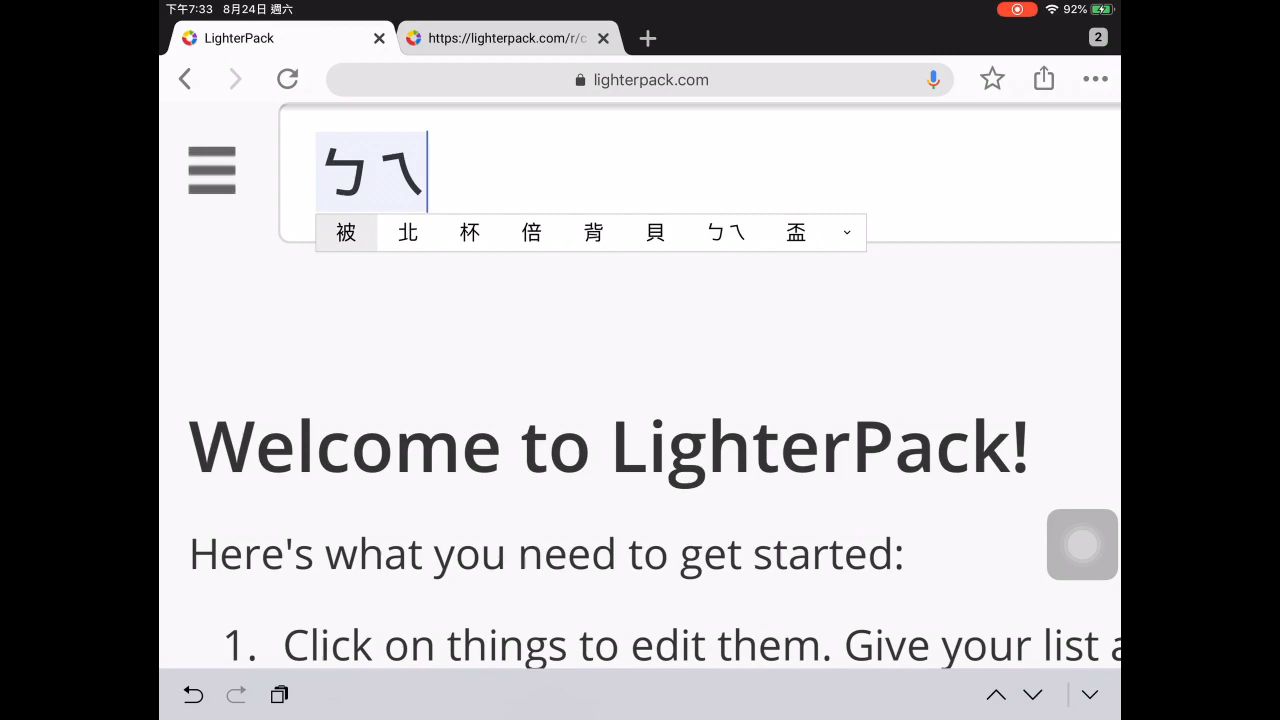 下午7:33 8月24日 週六 92%
LighterPack https://lighterpack.com/r/c 2
lighterpack.com
ㄅㄟ
被 北 杯 倍 背 貝 ㄅㄟ 盃
Welcome to LighterPack!
Here's what you need to get started:
1. Click on things to edit them. Give your list a